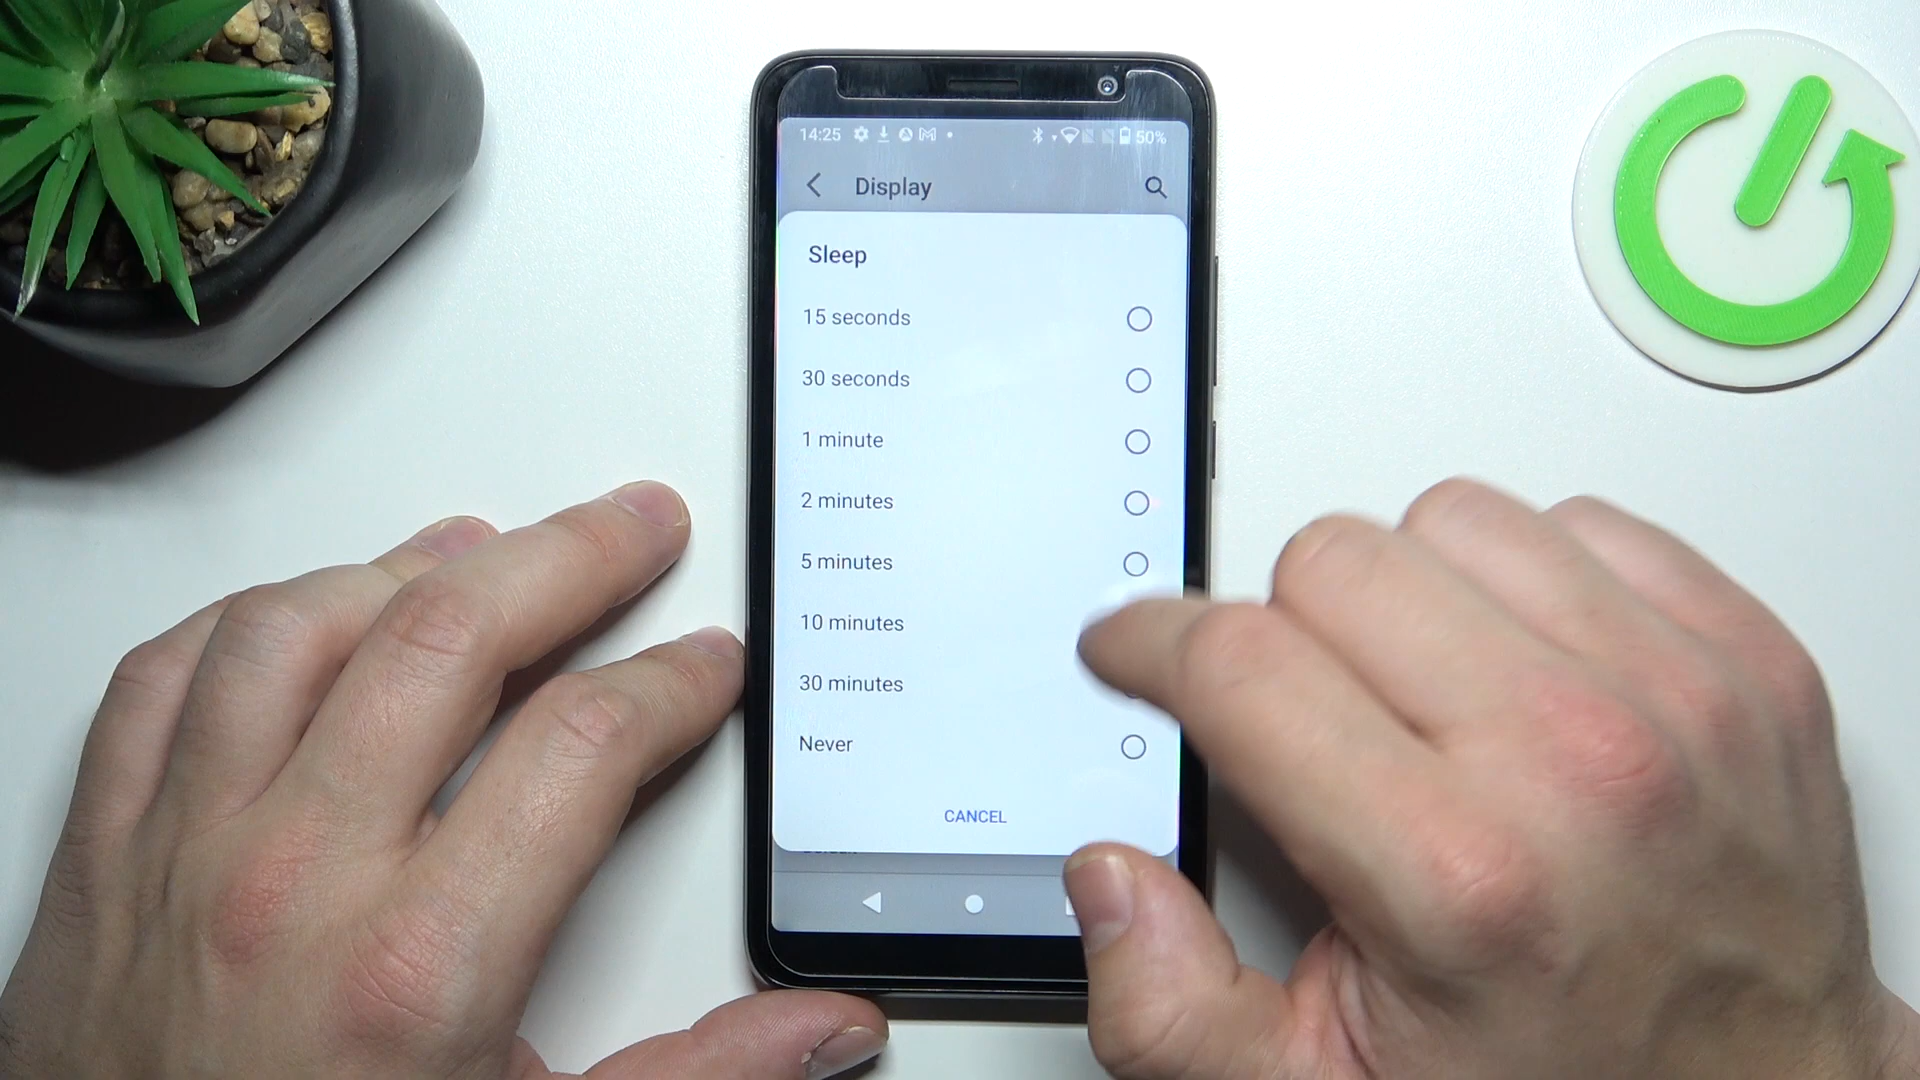 14:25 50%
Display
Sleep
15 seconds
30 seconds
1 minute
2 minutes
5 minutes
10 minutes
30 minutes
Never
CANCEL